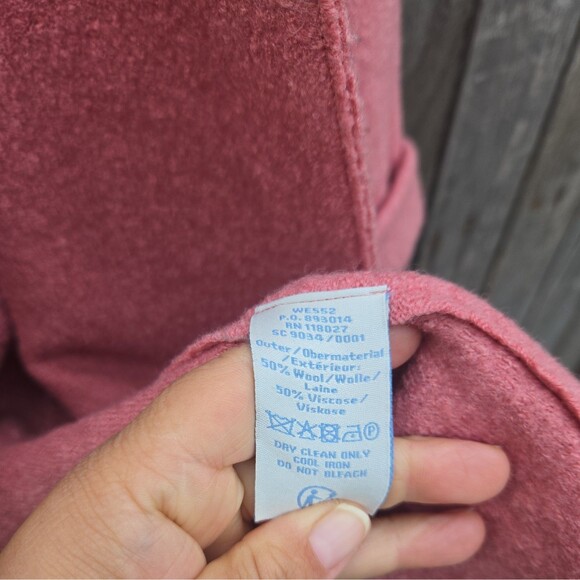 WE552
P.O. 893014
RN 118027
SC 9034/0001
Outer/Obermaterial
/Extérieur:
50% Wool/Wolle/
Laine
50% Viscose/
Viskose
P
DRY CLEAN ONLY
COOL IRON
DO NOT BLEACH